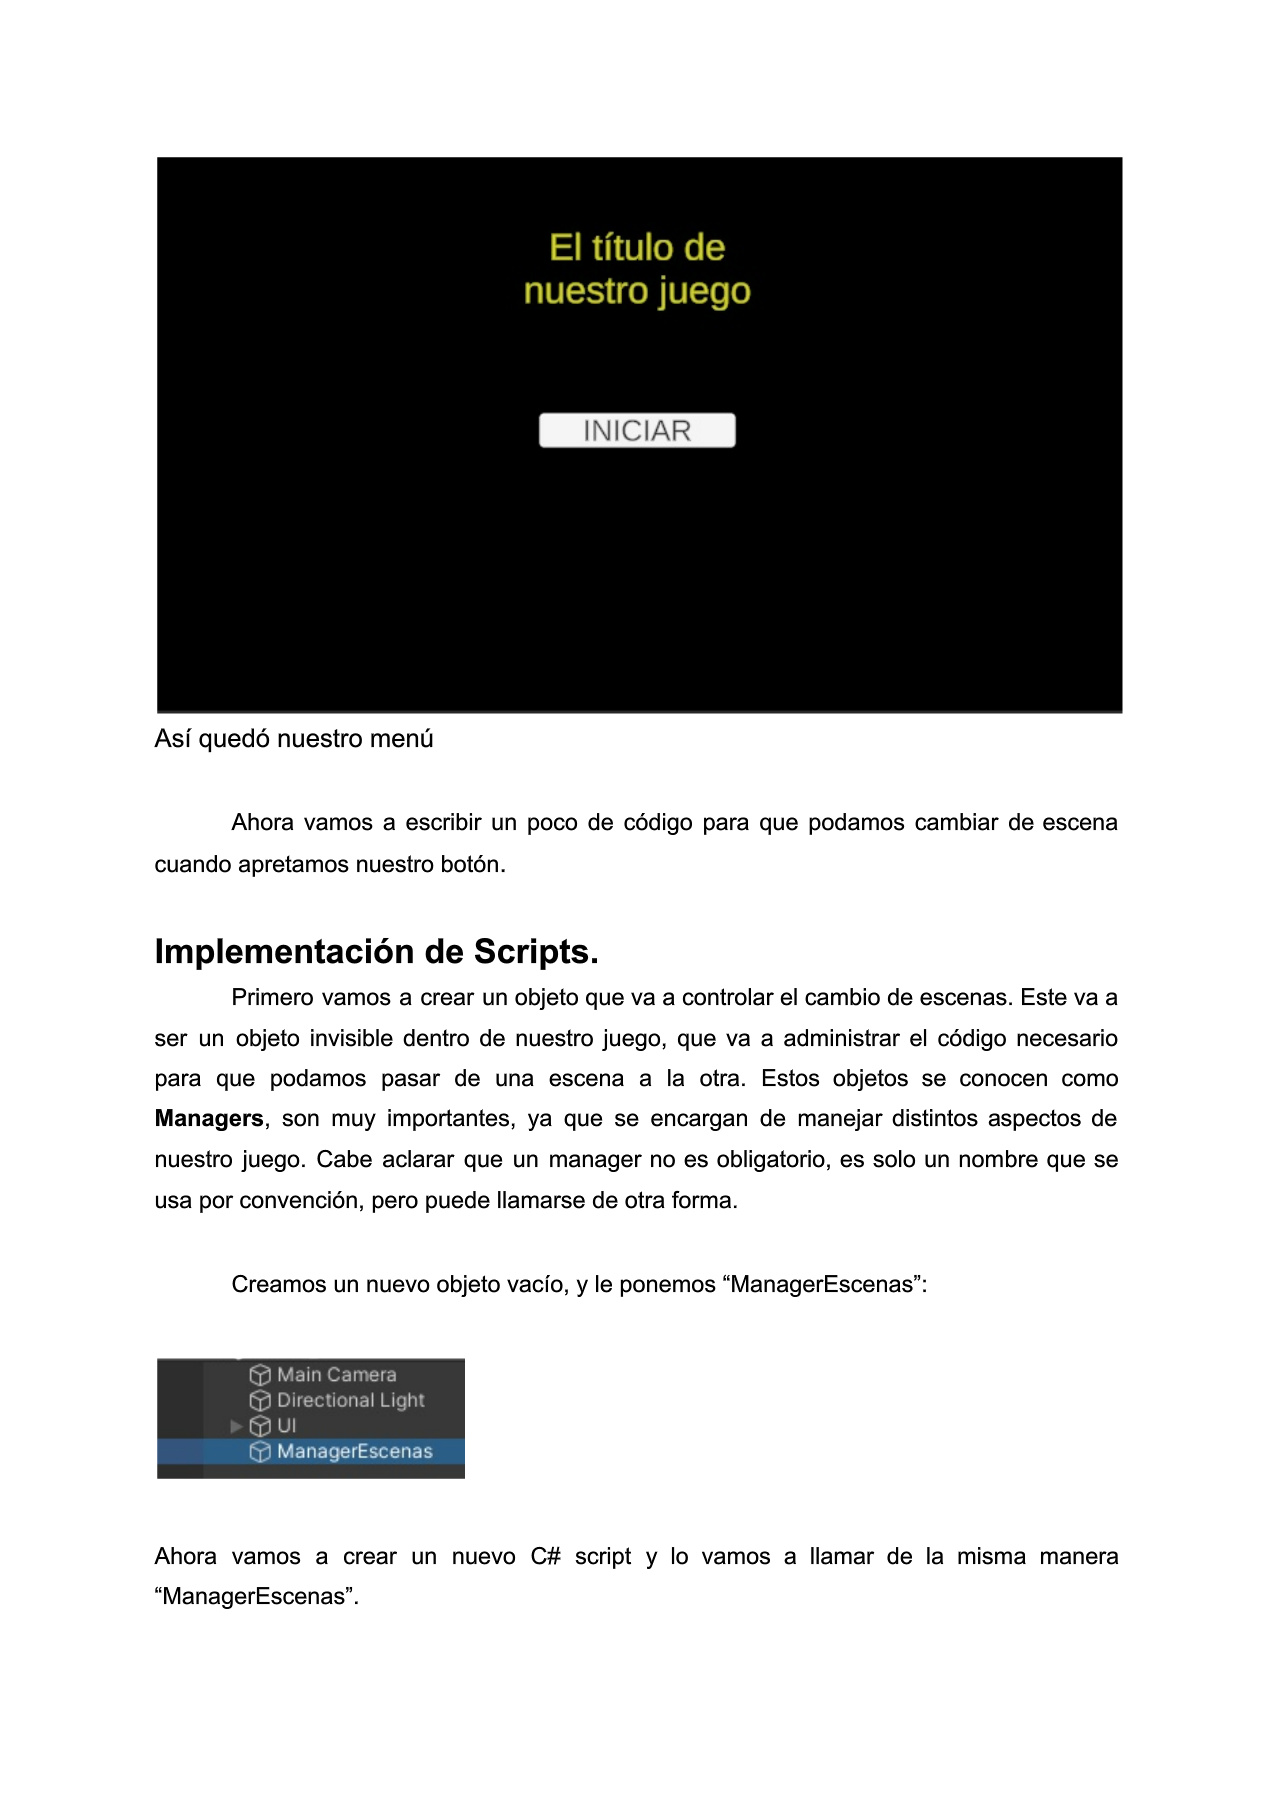 El título de
nuestro juego
INICIAR
Así quedó nuestro menú
Ahora vamos a escribir un poco de código para que podamos cambiar de escena
cuando apretamos nuestro botón.
Implementación de Scripts.
Primero vamos a crear un objeto que va a controlar el cambio de escenas. Este va a
ser un objeto invisible dentro de nuestro juego, que va a administrar el código necesario
para que podamos pasar de una escena a la otra. Estos objetos se conocen como
Managers, son muy importantes, ya que se encargan de manejar distintos aspectos de
nuestro juego. Cabe aclarar que un manager no es obligatorio, es solo un nombre que se
usa por convención, pero puede llamarse de otra forma.
Creamos un nuevo objeto vacío, y le ponemos “ManagerEscenas”:
Main Camera
Directional Light
UI
ManagerEscenas
Ahora vamos a crear un nuevo C# script y lo vamos a llamar de la misma manera
“ManagerEscenas”.